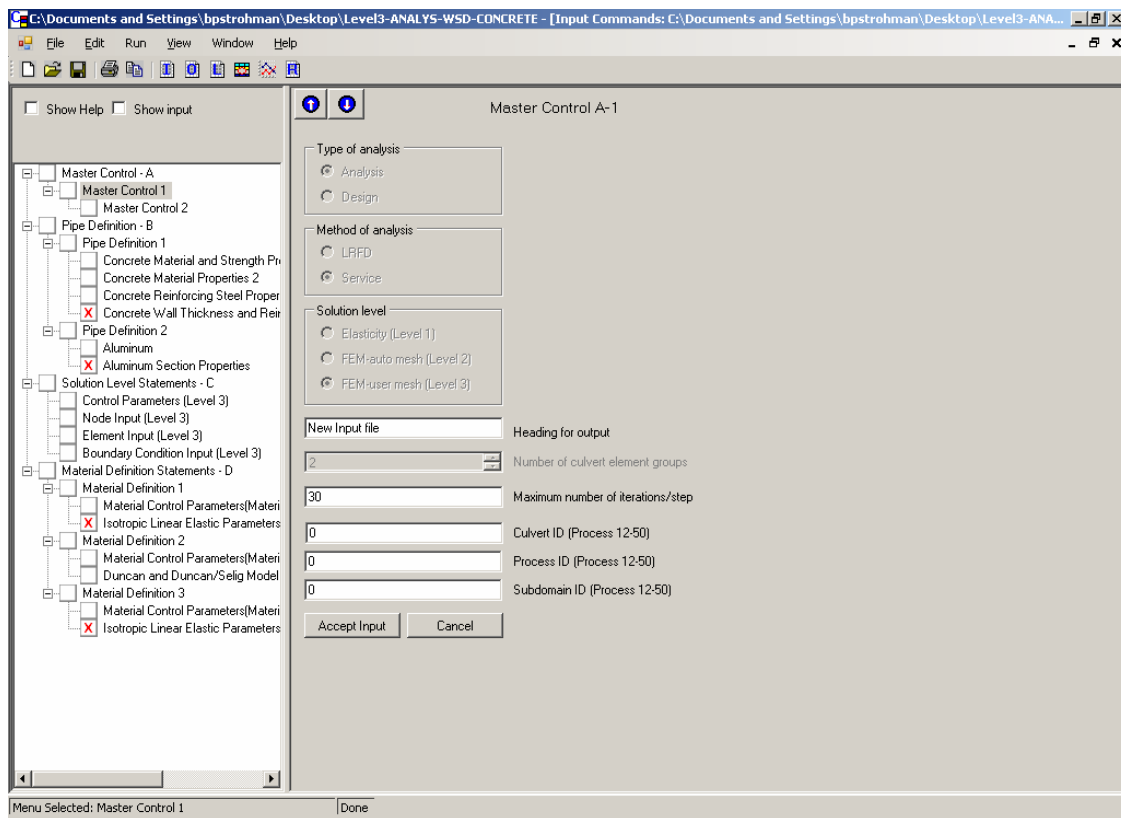 C:\Documents and Settings\bpstrohman\Desktop\Level3-ANALYS-WSD-CONCRETE - [Input Commands: C:\Documents and Settings\bpstrohman\Desktop\Level3-ANA...
File Edit Run View Window Help
Show Help Show input
Master Control - A
Master Control 1
Master Control 2
Pipe Definition - B
Pipe Definition 1
Concrete Material and Strength Pr
Concrete Material Properties 2
Concrete Reinforcing Steel Proper
X Concrete Wall Thickness and Rein
Pipe Definition 2
Aluminum
X Aluminum Section Properties
Solution Level Statements - C
Control Parameters (Level 3)
Node Input (Level 3)
Element Input (Level 3)
Boundary Condition Input (Level 3)
Material Definition Statements - D
Material Definition 1
Material Control Parameters(Materi
X Isotropic Linear Elastic Parameters
Material Definition 2
Material Control Parameters(Materi
Duncan and Duncan/Selig Model
Material Definition 3
Material Control Parameters(Materi
X Isotropic Linear Elastic Parameters
Master Control A-1
Type of analysis
Analysis
Design
Method of analysis
LRFD
Service
Solution level
Elasticity (Level 1)
FEM-auto mesh (Level 2)
FEM-user mesh (Level 3)
New Input file Heading for output
2 Number of culvert element groups
30 Maximum number of iterations/step
0 Culvert ID (Process 12-50)
0 Process ID (Process 12-50)
0 Subdomain ID (Process 12-50)
Accept Input Cancel
Menu Selected: Master Control 1 Done